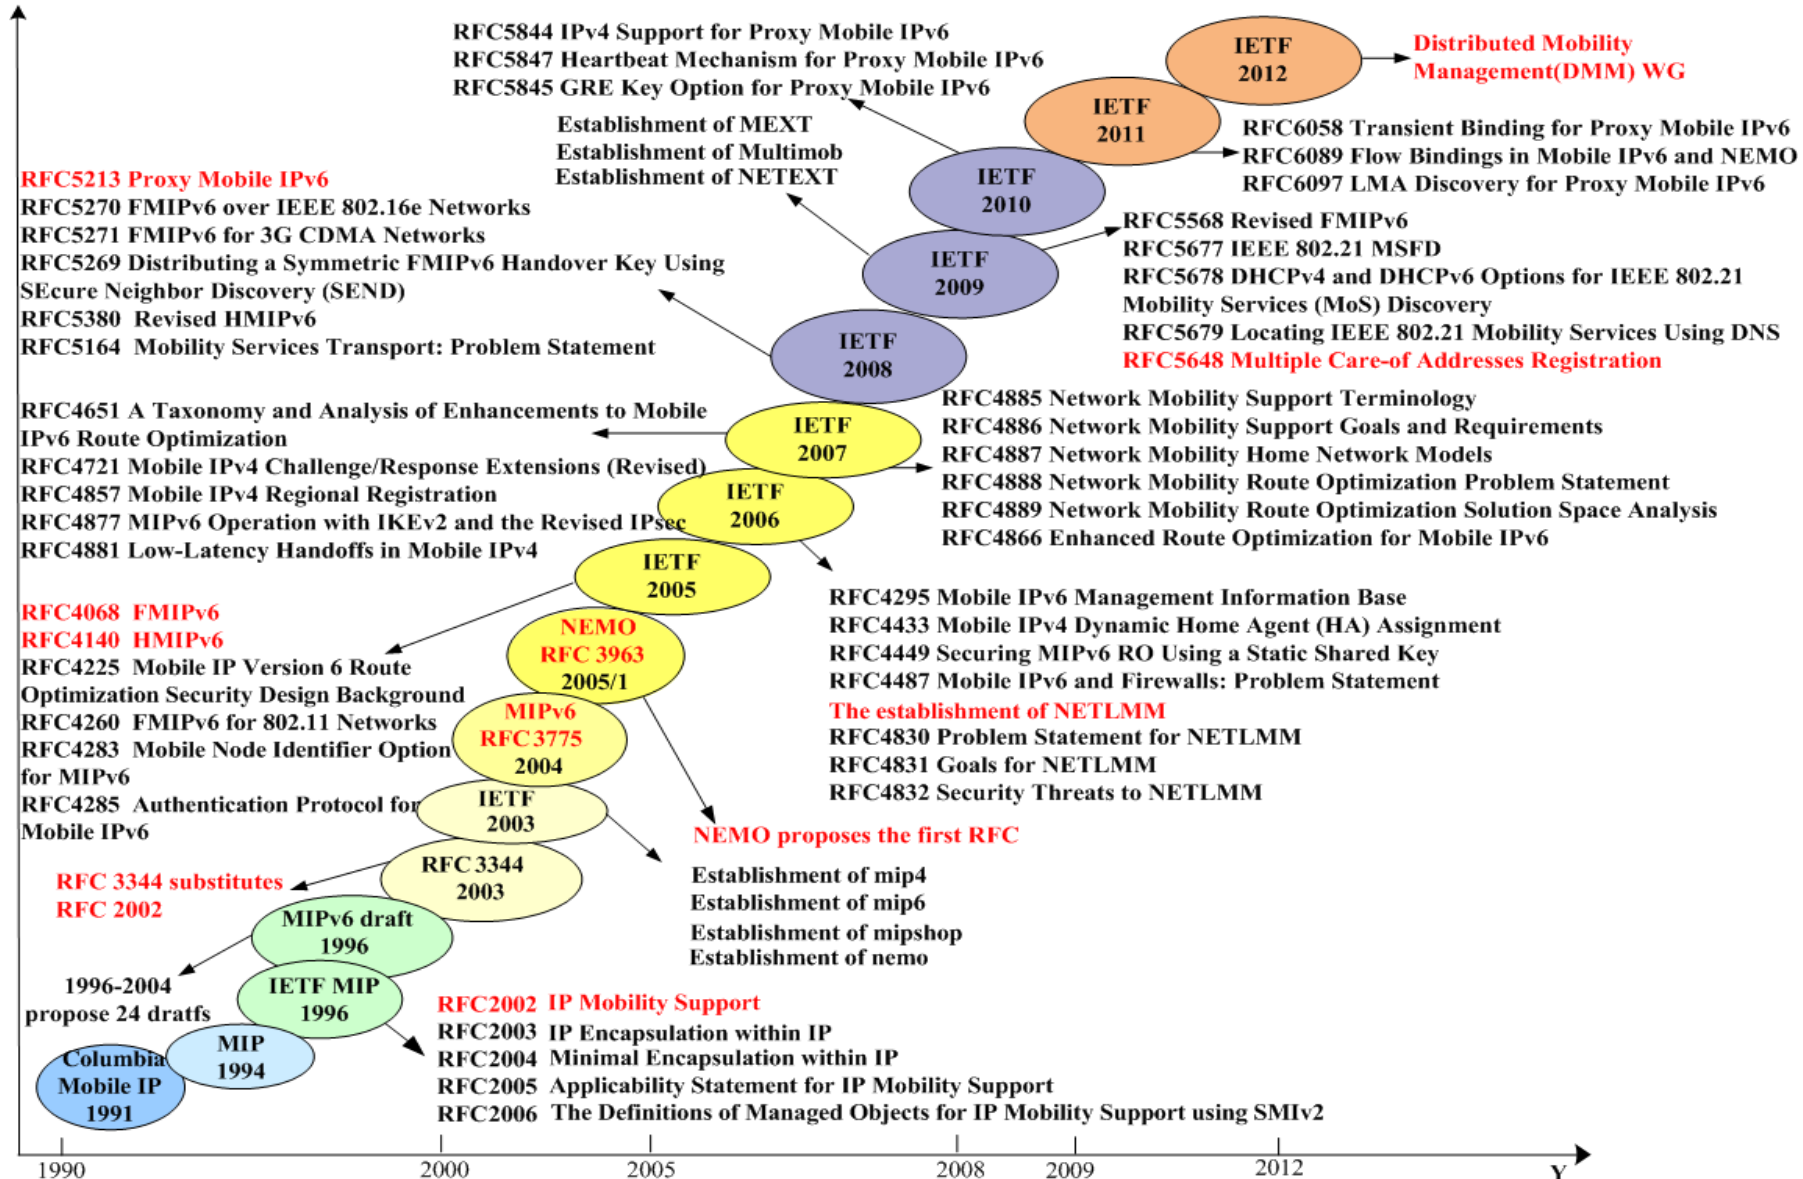 RFC5844 IPv4 Support for Proxy Mobile IPv6
RFC5847 Heartbeat Mechanism for Proxy Mobile IPv6
RFC5845 GRE Key Option for Proxy Mobile IPv6
IETF
2012
Distributed Mobility
Management(DMM) WG
IETF
2011
RFC6058 Transient Binding for Proxy Mobile IPv6
RFC6089 Flow Bindings in Mobile IPv6 and NEMO
RFC6097 LMA Discovery for Proxy Mobile IPv6
Establishment of MEXT
Establishment of Multimob
Establishment of NETEXT
IETF
2010
RFC5213 Proxy Mobile IPv6
RFC5270 FMIPv6 over IEEE 802.16e Networks
RFC5271 FMIPv6 for 3G CDMA Networks
RFC5269 Distributing a Symmetric FMIPv6 Handover Key Using
SEcure Neighbor Discovery (SEND)
RFC5380 Revised HMIPv6
RFC5164 Mobility Services Transport: Problem Statement
IETF
2009
RFC5568 Revised FMIPv6
RFC5677 IEEE 802.21 MSFD
RFC5678 DHCPv4 and DHCPv6 Options for IEEE 802.21
Mobility Services (MoS) Discovery
RFC5679 Locating IEEE 802.21 Mobility Services Using DNS
RFC5648 Multiple Care-of Addresses Registration
IETF
2008
RFC4651 A Taxonomy and Analysis of Enhancements to Mobile
IPv6 Route Optimization
RFC4721 Mobile IPv4 Challenge/Response Extensions (Revised)
RFC4857 Mobile IPv4 Regional Registration
RFC4877 MIPv6 Operation with IKEv2 and the Revised IPsec
RFC4881 Low-Latency Handoffs in Mobile IPv4
IETF
2007
RFC4885 Network Mobility Support Terminology
RFC4886 Network Mobility Support Goals and Requirements
RFC4887 Network Mobility Home Network Models
RFC4888 Network Mobility Route Optimization Problem Statement
RFC4889 Network Mobility Route Optimization Solution Space Analysis
RFC4866 Enhanced Route Optimization for Mobile IPv6
IETF
2006
IETF
2005
RFC4068 FMIPv6
RFC4140 HMIPv6
RFC4225 Mobile IP Version 6 Route
Optimization Security Design Background
RFC4260 FMIPv6 for 802.11 Networks
RFC4283 Mobile Node Identifier Option
for MIPv6
RFC4285 Authentication Protocol for
Mobile IPv6
RFC4295 Mobile IPv6 Management Information Base
RFC4433 Mobile IPv4 Dynamic Home Agent (HA) Assignment
RFC4449 Securing MIPv6 RO Using a Static Shared Key
RFC4487 Mobile IPv6 and Firewalls: Problem Statement
The establishment of NETLMM
RFC4830 Problem Statement for NETLMM
RFC4831 Goals for NETLMM
RFC4832 Security Threats to NETLMM
NEMO
RFC 3963
2005/1
MIPv6
RFC 3775
2004
IETF
2003
NEMO proposes the first RFC
Establishment of mip4
Establishment of mip6
Establishment of mipshop
Establishment of nemo
RFC 3344
2003
RFC 3344 substitutes
RFC 2002
MIPv6 draft
1996
1996-2004
propose 24 dratfs
IETF MIP
1996
RFC2002 IP Mobility Support
RFC2003 IP Encapsulation within IP
RFC2004 Minimal Encapsulation within IP
RFC2005 Applicability Statement for IP Mobility Support
RFC2006 The Definitions of Managed Objects for IP Mobility Support using SMIv2
MIP
1994
Columbia
Mobile IP
1991
1990 2000 2005 2008 2009 2012 Y